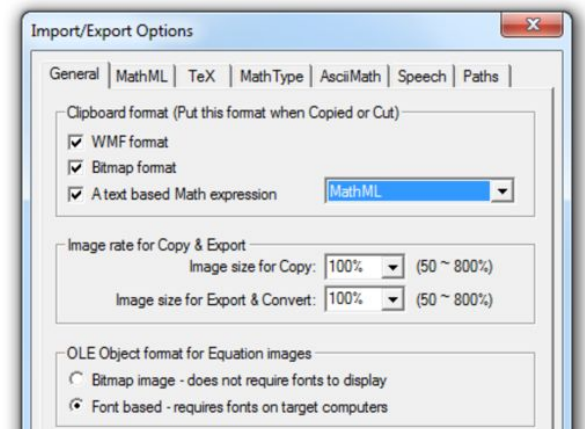 Import/Export Options
General MathML TeX MathType AsciiMath Speech Paths
Clipboard format (Put this format when Copied or Cut)
WMF format
Bitmap format
A text based Math expression MathML
Image rate for Copy & Export
Image size for Copy: 100% (50 ~ 800%)
Image size for Export & Convert: 100% (50 ~ 800%)
OLE Object format for Equation images
Bitmap image - does not require fonts to display
Font based - requires fonts on target computers